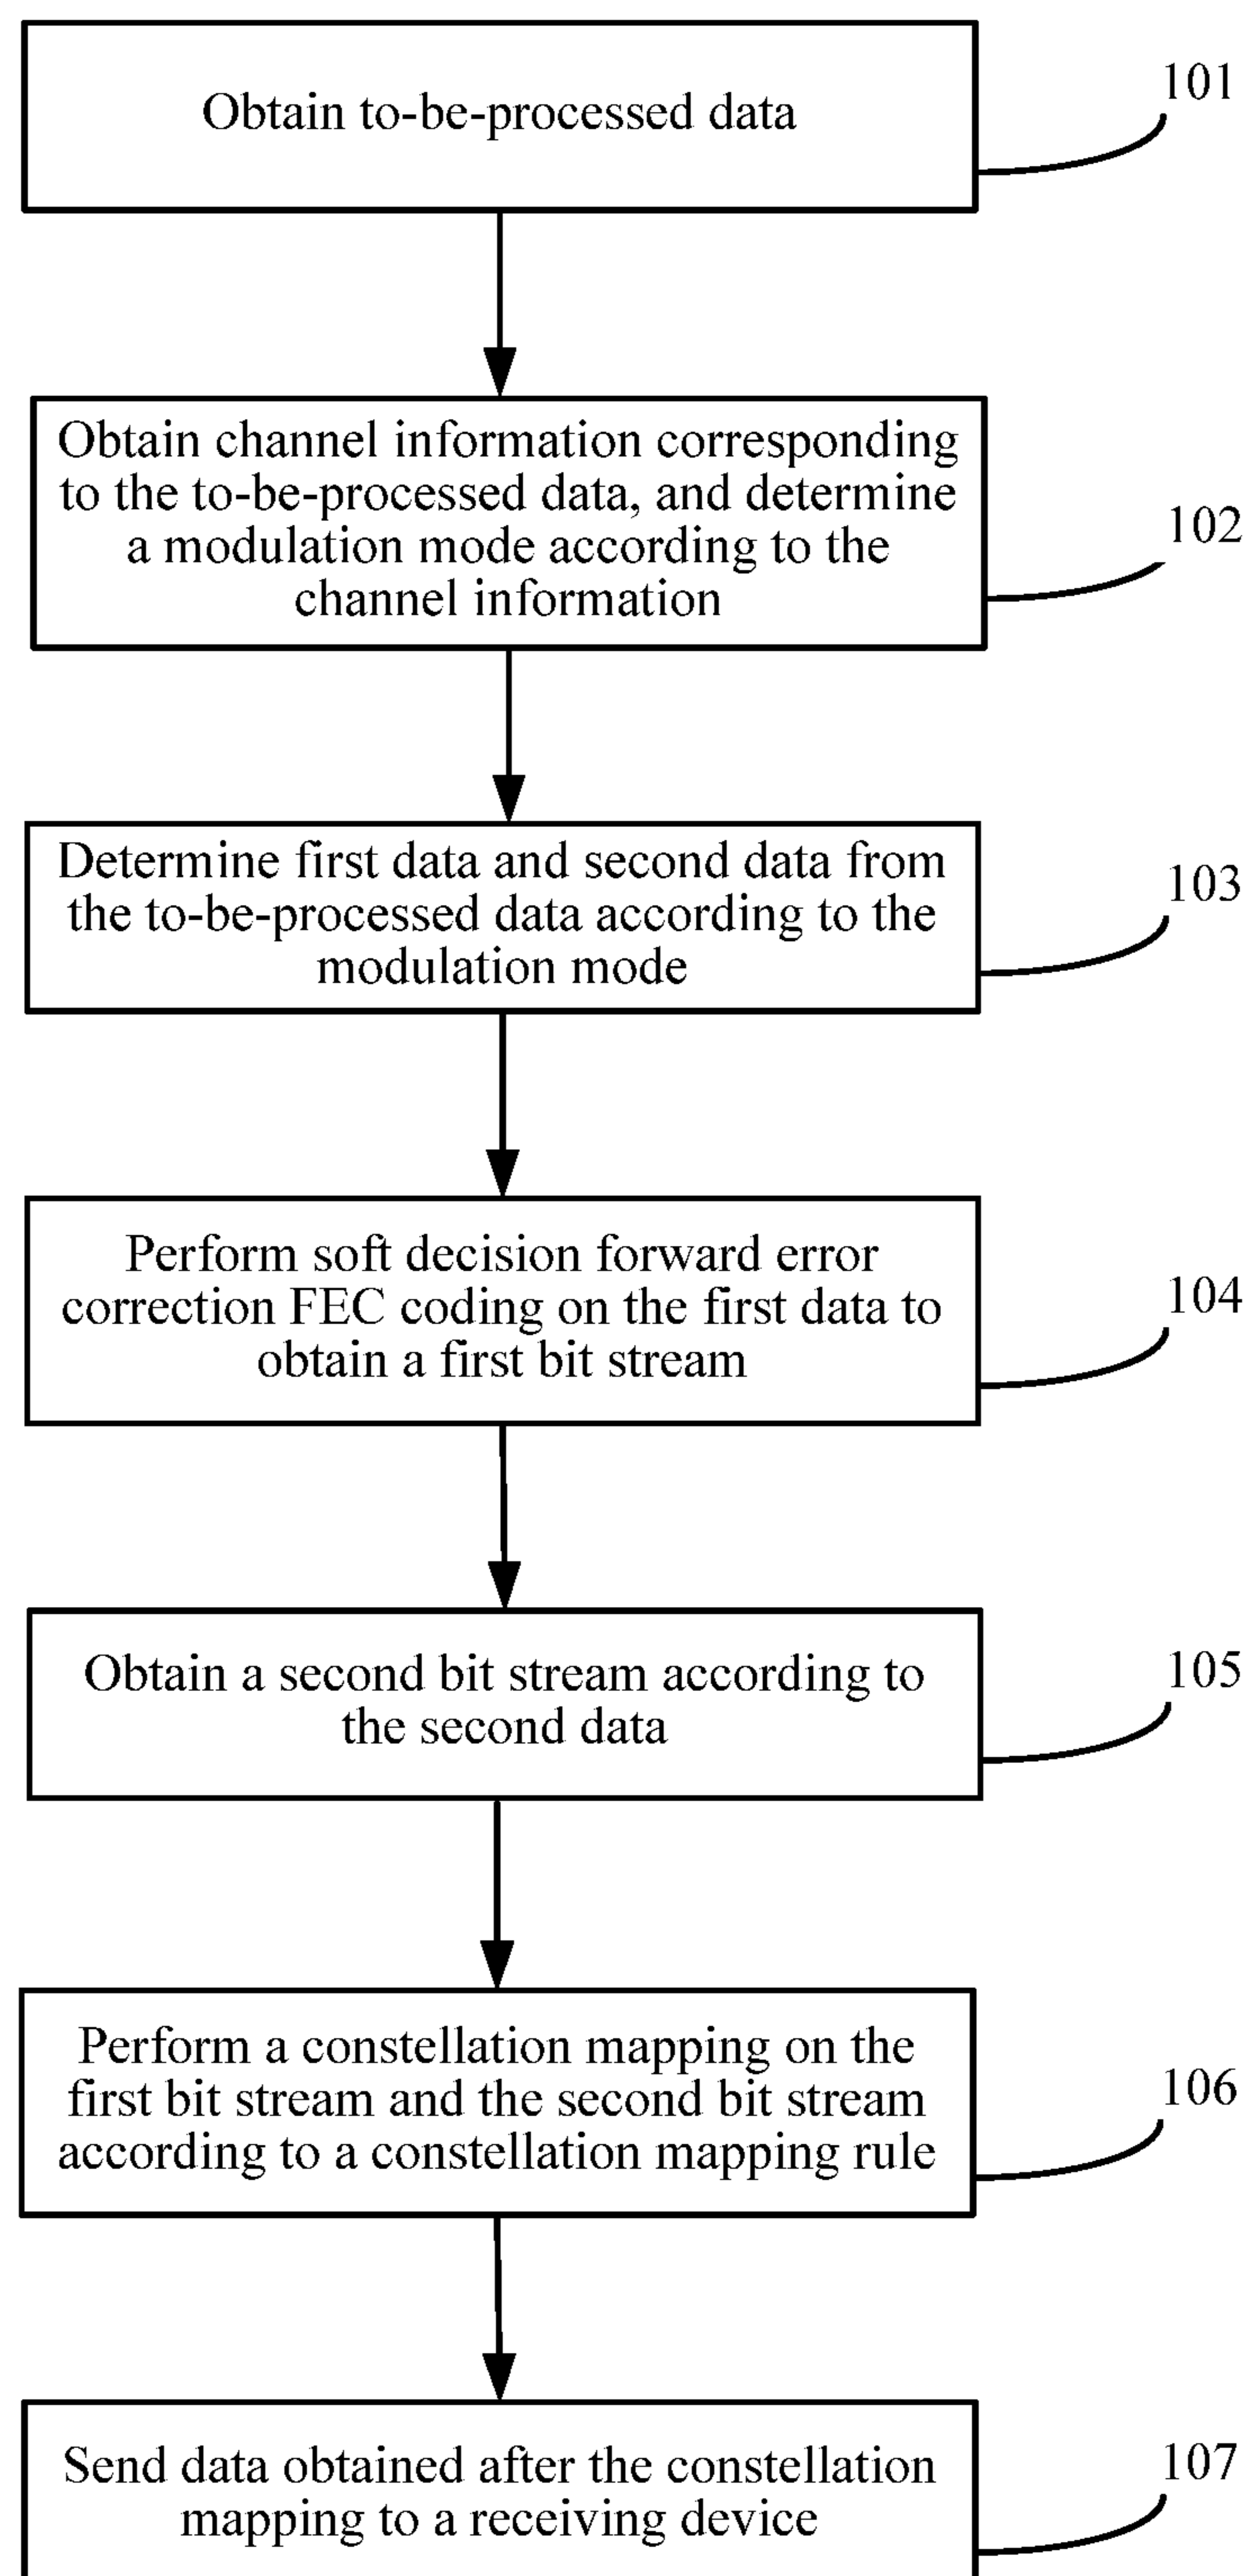 Obtain to-be-processed data
101
Obtain channel information corresponding
to the to-be-processed data, and determine
a modulation mode according to the
channel information
102
Determine first data and second data from
the to-be-processed data according to the
modulation mode
103
Perform soft decision forward error
correction FEC coding on the first data to
obtain a first bit stream
104
Obtain a second bit stream according to
the second data
105
Perform a constellation mapping on the
first bit stream and the second bit stream
according to a constellation mapping rule
106
Send data obtained after the constellation
mapping to a receiving device
107